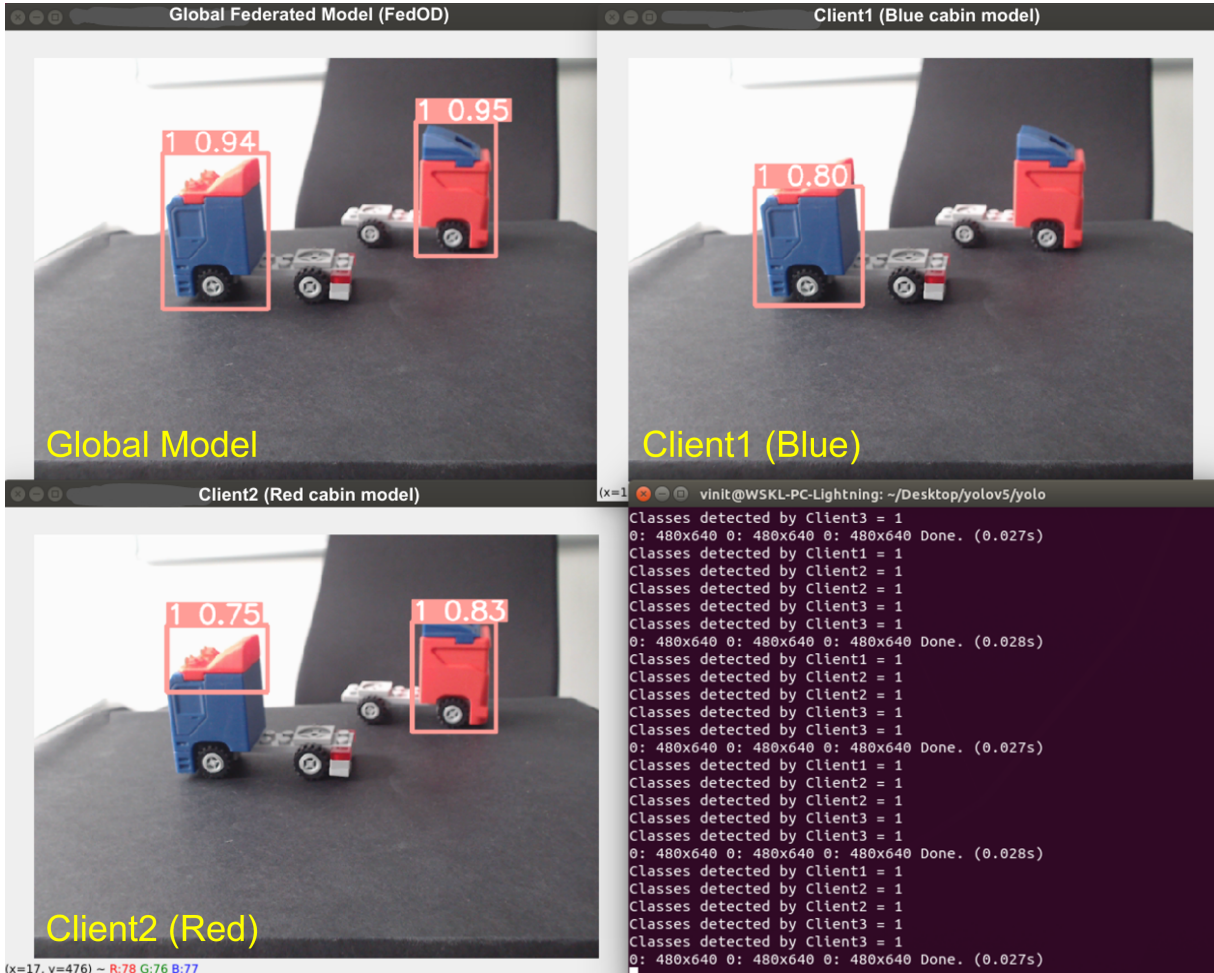 Global Federated Model (FedOD)
1 0.94
1 0.95
Global Model
Client1 (Blue cabin model)
1 0.80
Client1 (Blue)
(x=1
Client2 (Red cabin model)
1 0.75
1 0.83
Client2 (Red)
(x=17, y=476) ~ R:78 G:76 B:77
vinit@WSKL-PC-Lightning: ~/Desktop/yolov5/yolo
Classes detected by Client3 = 1
0: 480x640 0: 480x640 0: 480x640 Done. (0.027s)
Classes detected by Client1 = 1
Classes detected by Client2 = 1
Classes detected by Client2 = 1
Classes detected by Client3 = 1
Classes detected by Client3 = 1
0: 480x640 0: 480x640 0: 480x640 Done. (0.028s)
Classes detected by Client1 = 1
Classes detected by Client2 = 1
Classes detected by Client2 = 1
Classes detected by Client3 = 1
Classes detected by Client3 = 1
0: 480x640 0: 480x640 0: 480x640 Done. (0.027s)
Classes detected by Client1 = 1
Classes detected by Client2 = 1
Classes detected by Client2 = 1
Classes detected by Client3 = 1
Classes detected by Client3 = 1
0: 480x640 0: 480x640 0: 480x640 Done. (0.028s)
Classes detected by Client1 = 1
Classes detected by Client2 = 1
Classes detected by Client2 = 1
Classes detected by Client3 = 1
Classes detected by Client3 = 1
0: 480x640 0: 480x640 0: 480x640 Done. (0.027s)